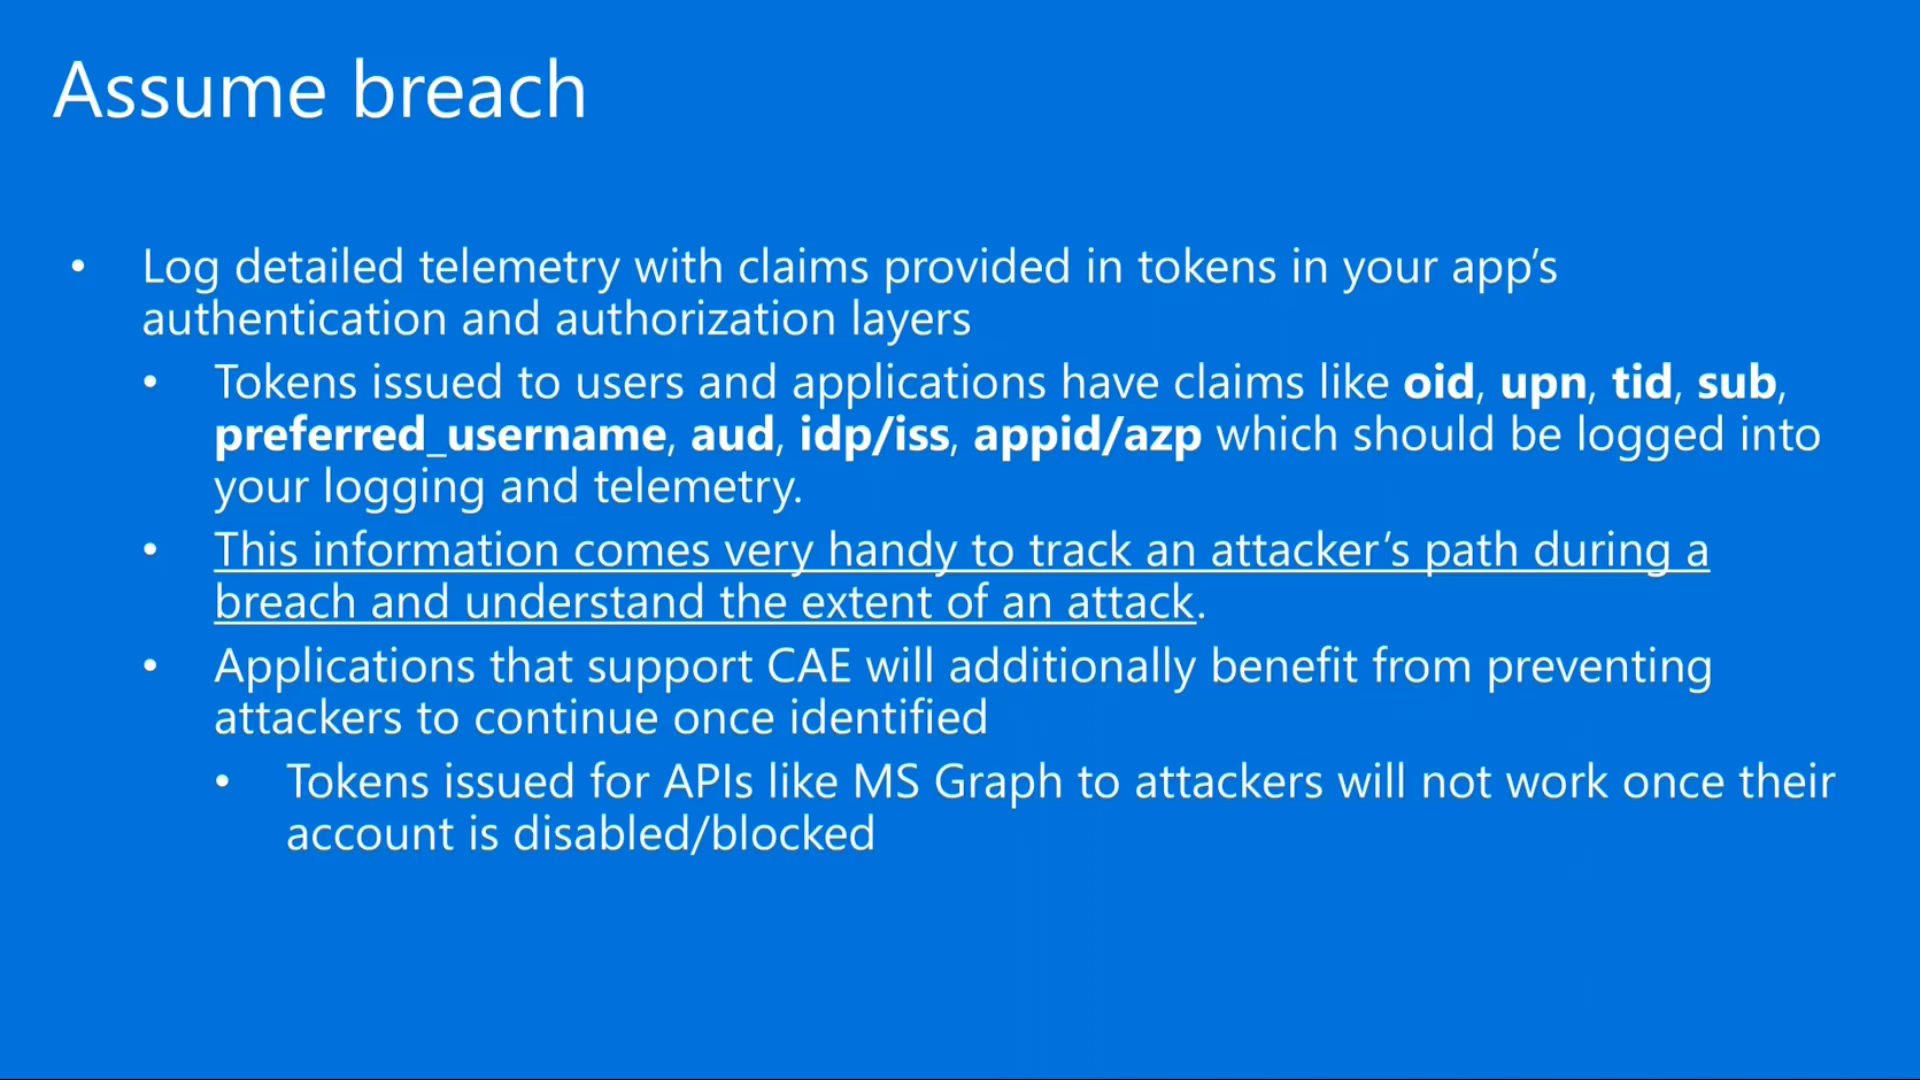 Assume breach
• Log detailed telemetry with claims provided in tokens in your app’s
authentication and authorization layers
• Tokens issued to users and applications have claims like oid, upn, tid, sub,
preferred_username, aud, idp/iss, appid/azp which should be logged into
your logging and telemetry.
• This information comes very handy to track an attacker’s path during a
breach and understand the extent of an attack.
• Applications that support CAE will additionally benefit from preventing
attackers to continue once identified
• Tokens issued for APIs like MS Graph to attackers will not work once their
account is disabled/blocked